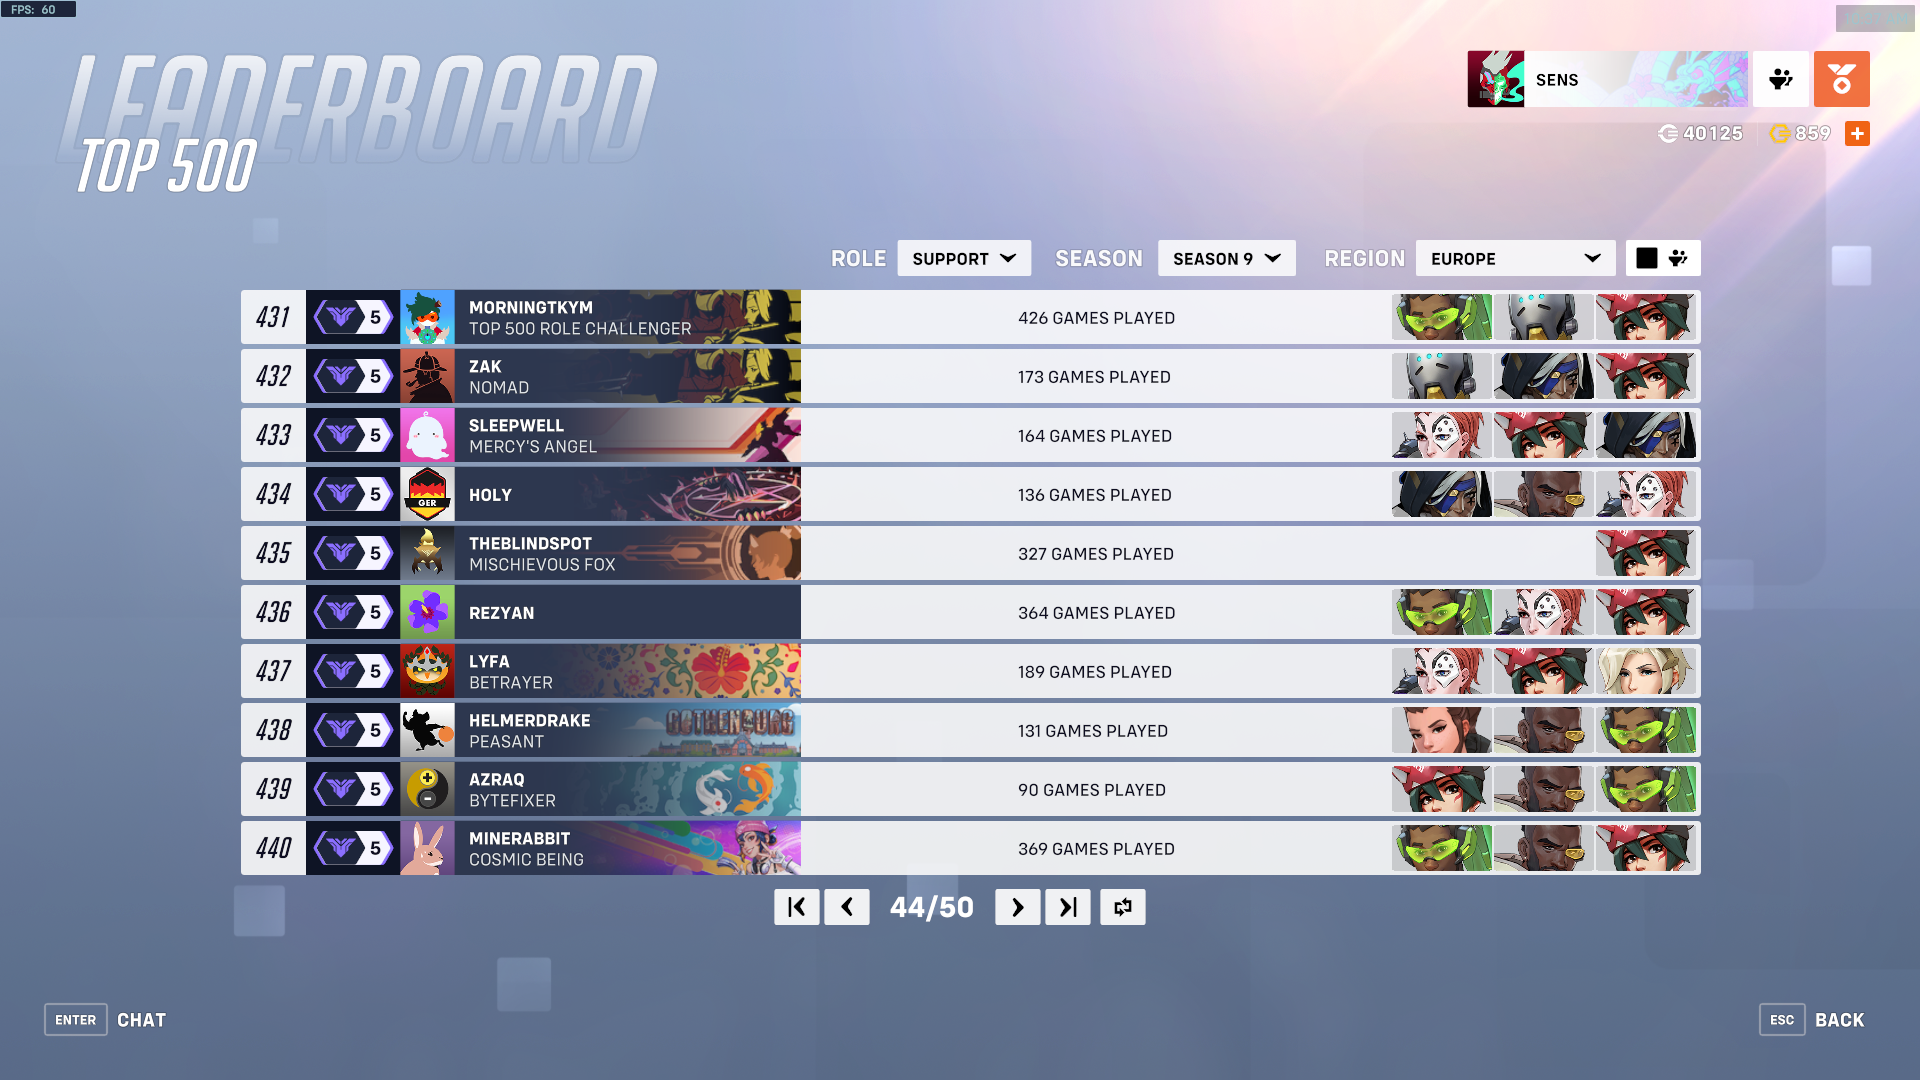 FPS: 60
LEADERBOARD
TOP 500
SENS
40125
859
ROLE SUPPORT SEASON SEASON 9 REGION EUROPE
431 5 MORNINGTKYM 426 GAMES PLAYED
TOP 500 ROLE CHALLENGER
432 5 ZAK 173 GAMES PLAYED
NOMAD
433 5 SLEEPWELL 164 GAMES PLAYED
MERCY'S ANGEL
434 5 GER HOLY 136 GAMES PLAYED
435 5 THEBLINDSPOT 327 GAMES PLAYED
MISCHIEVOUS FOX
436 5 REZYAN 364 GAMES PLAYED
437 5 LYFA 189 GAMES PLAYED
BETRAYER
438 5 HELMERDRAKE GOTHENBURG 131 GAMES PLAYED
PEASANT
439 5 AZRAQ 90 GAMES PLAYED
BYTEFIXER
440 5 MINERABBIT 369 GAMES PLAYED
COSMIC BEING
44/50
ENTER CHAT
ESC BACK